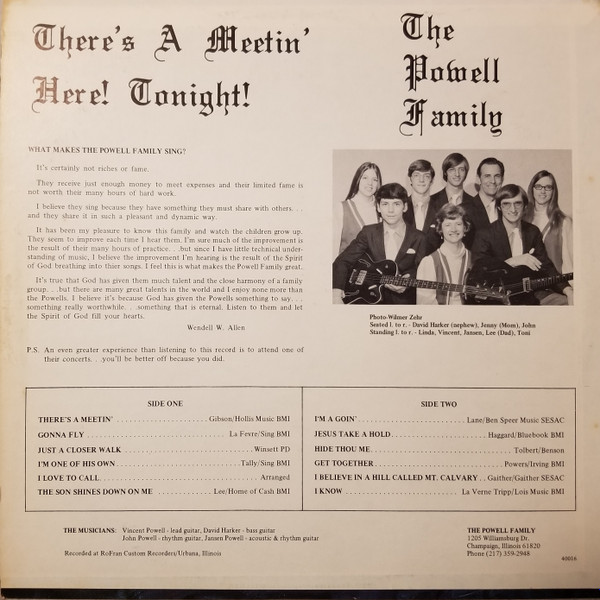 There's A Meetin'
Here! Tonight!
The
Powell
Family
WHAT MAKES THE POWELL FAMILY SING?
It's certainly not riches or fame.
They receive just enough money to meet expenses and their limited fame is
not worth their many hours of hard work.
I believe they sing because they have something they must share with others. . .
and they share it in such a pleasant and dynamic way.
It has been my pleasure to know this family and watch the children grow up.
They seem to improve each time I hear them. I'm sure much of the improvement is
the result of their many hours of practice. . but since I have little technical under-
standing of music, I believe the improvement I'm hearing is the result of the Spirit
of God breathing into thier songs. I feel this is what makes the Powell Family great.
It's true that God has given them much talent and the close harmony of a family
group. . but there are many great talents in the world and I enjoy none more than
the Powells. I believe it's because God has given the Powells something to say. . .
something really worthwhile. . something that is eternal. Listen to them and let
the Spirit of God fill your hearts.
Wendell W. Allen
P.S. An even greater experience than listening to this record is to attend one of
their concerts. . .you'll be better off because you did.
Photo-Wilmer Zehr
Seated l. to r. - David Harker (nephew), Jenny (Mom), John
Standing l. to r. - Linda, Vincent, Jansen, Lee (Dad), Toni
SIDE ONE
THERE'S A MEETIN' . . . . . . . . . . Gibson/Hollis Music BMI
GONNA FLY . . . . . . . . . . La Fevre/Sing BMI
JUST A CLOSER WALK . . . . . . . . . . Winsett PD
I'M ONE OF HIS OWN . . . . . . . . . . Tally/Sing BMI
I LOVE TO CALL . . . . . . . . . . Arranged
THE SON SHINES DOWN ON ME . . . . . . . . . . Lee/Home of Cash BMI
SIDE TWO
I'M A GOIN' . . . . . . . . . . Lane/Ben Speer Music SESAC
JESUS TAKE A HOLD . . . . . . . . . . Haggard/Bluebook BMI
HIDE THOU ME . . . . . . . . . . Tolbert/Benson
GET TOGETHER . . . . . . . . . . Powers/Irving BMI
I BELIEVE IN A HILL CALLED MT. CALVARY . . Gaither/Gaither SESAC
I KNOW . . . . . . . . . . La Verne Tripp/Lois Music BMI
THE MUSICIANS: Vincent Powell - lead guitar, David Harker - bass guitar
John Powell - rhythm guitar, Jansen Powell - acoustic & rhythm guitar
Recorded at RoFran Custom Recorders/Urbana, Illinois
THE POWELL FAMILY
1205 Williamsburg Dr.
Champaign, Illinois 61820
Phone (217) 359-2948